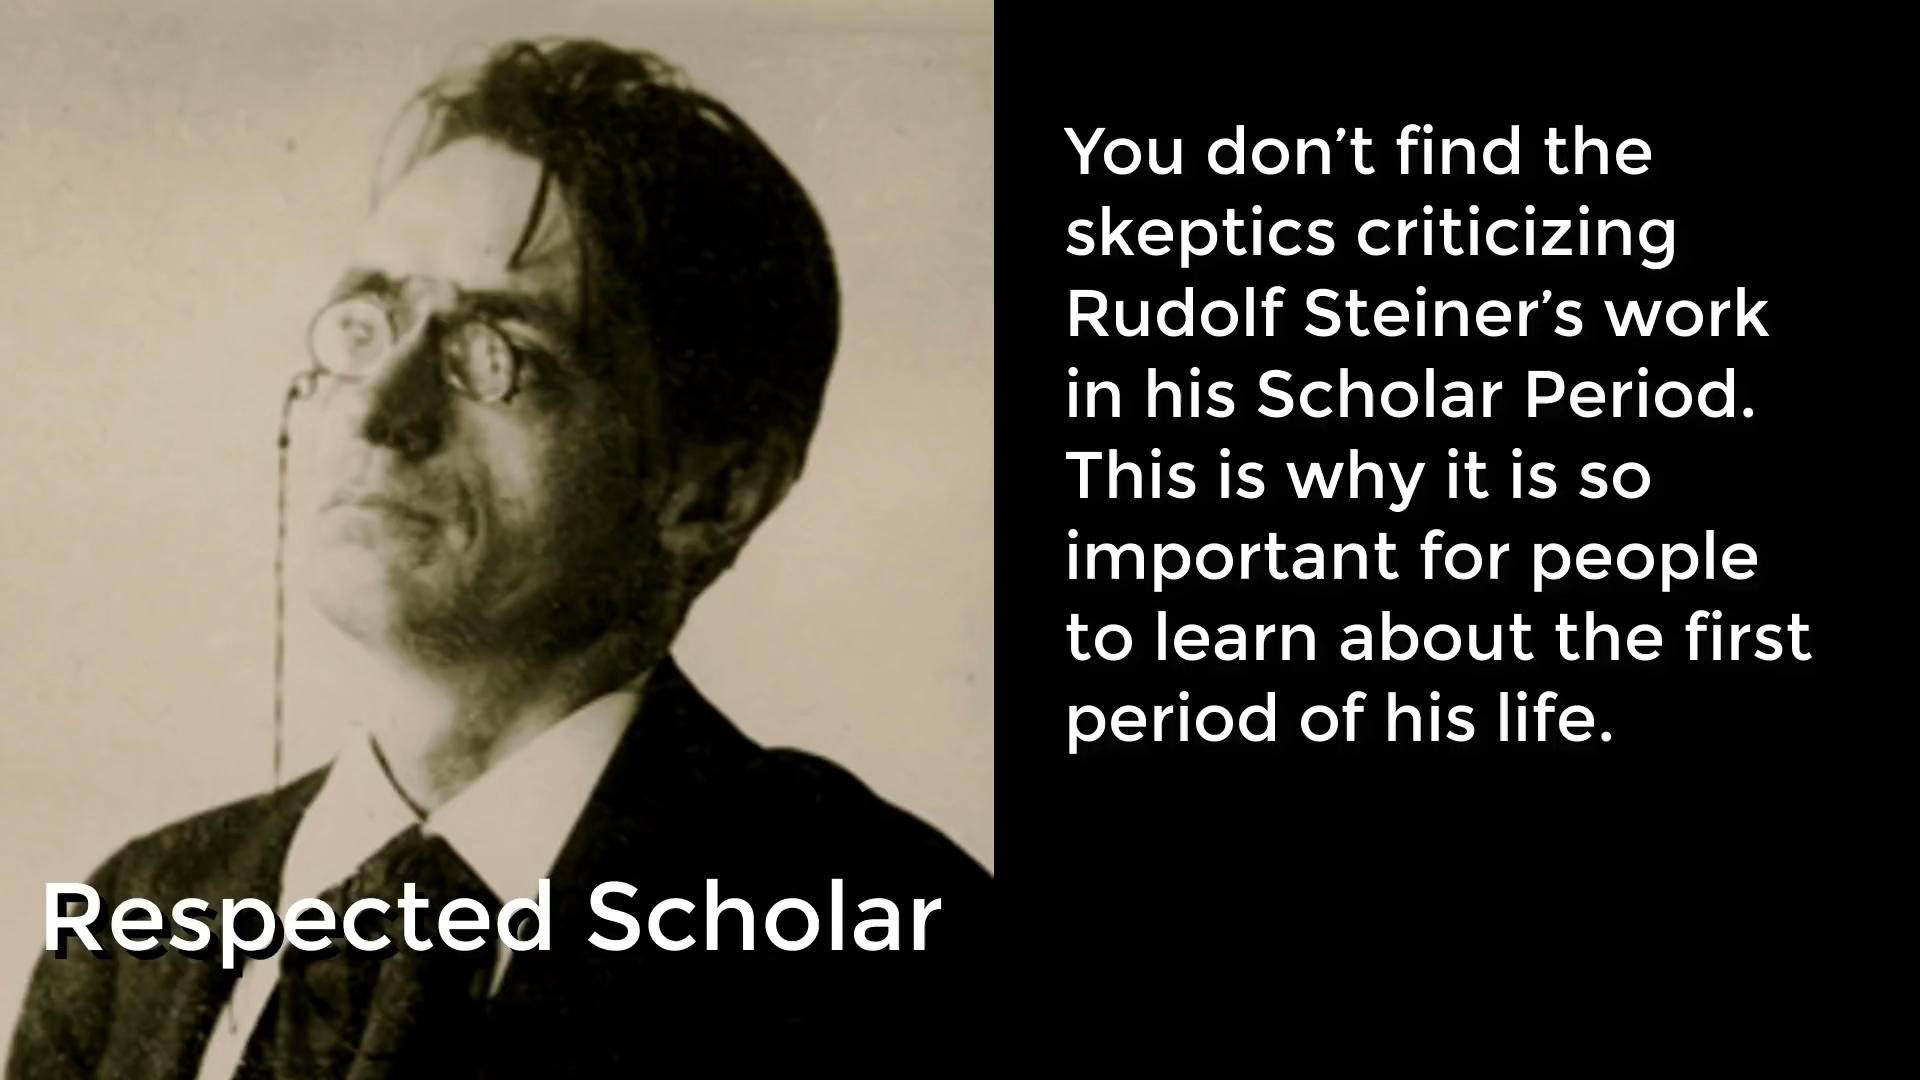 You don’t find the
skeptics criticizing
Rudolf Steiner’s work
in his Scholar Period.
This is why it is so
important for people
to learn about the first
period of his life.
Respected Scholar